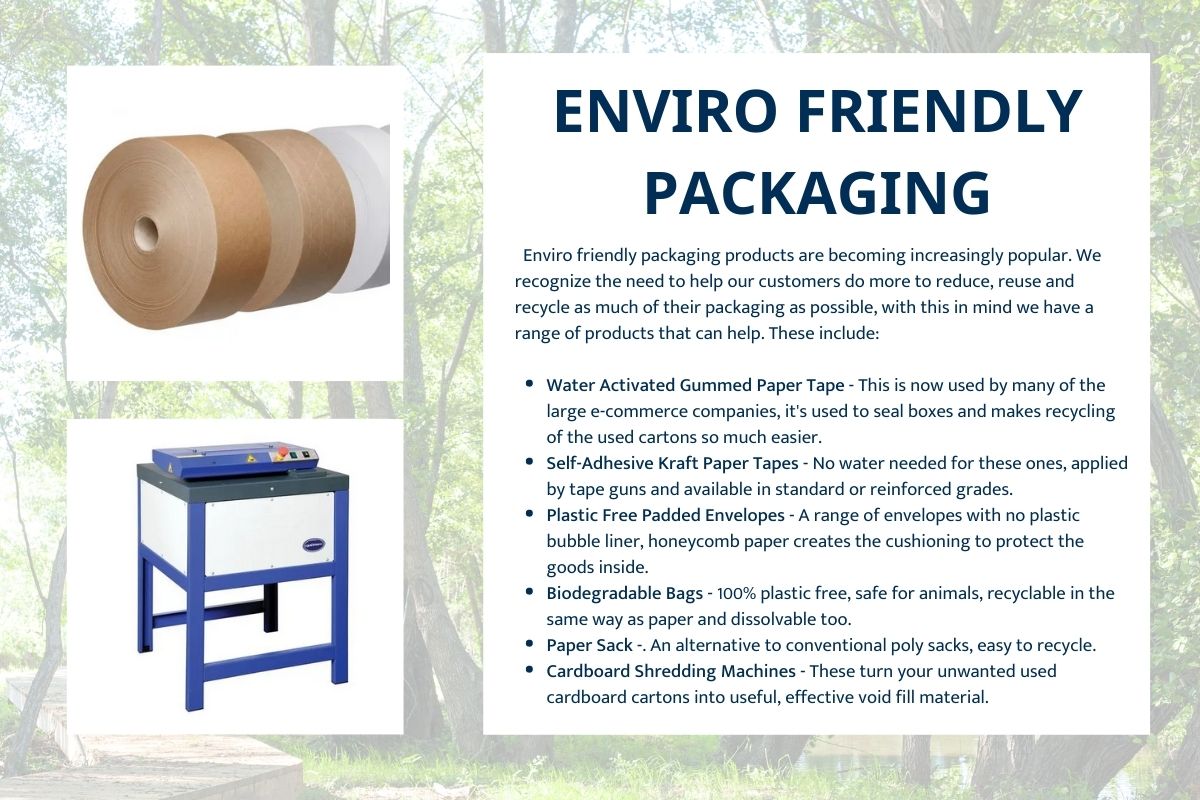 ENVIRO FRIENDLY
PACKAGING
Enviro friendly packaging products are becoming increasingly popular. We
recognize the need to help our customers do more to reduce, reuse and
recycle as much of their packaging as possible, with this in mind we have a
range of products that can help. These include:
• Water Activated Gummed Paper Tape - This is now used by many of the
large e-commerce companies, it's used to seal boxes and makes recycling
of the used cartons so much easier.
• Self-Adhesive Kraft Paper Tapes - No water needed for these ones, applied
by tape guns and available in standard or reinforced grades.
• Plastic Free Padded Envelopes - A range of envelopes with no plastic
bubble liner, honeycomb paper creates the cushioning to protect the
goods inside.
• Biodegradable Bags - 100% plastic free, safe for animals, recyclable in the
same way as paper and dissolvable too.
• Paper Sack -. An alternative to conventional poly sacks, easy to recycle.
• Cardboard Shredding Machines - These turn your unwanted used
cardboard cartons into useful, effective void fill material.